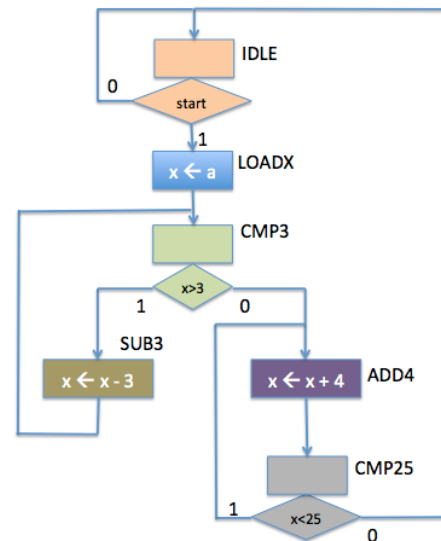 IDLE
0
start
1
LOADX
x ← a
CMP3
x>3
1
0
SUB3
x ← x - 3
x ← x + 4
ADD4
CMP25
1
x<25
0